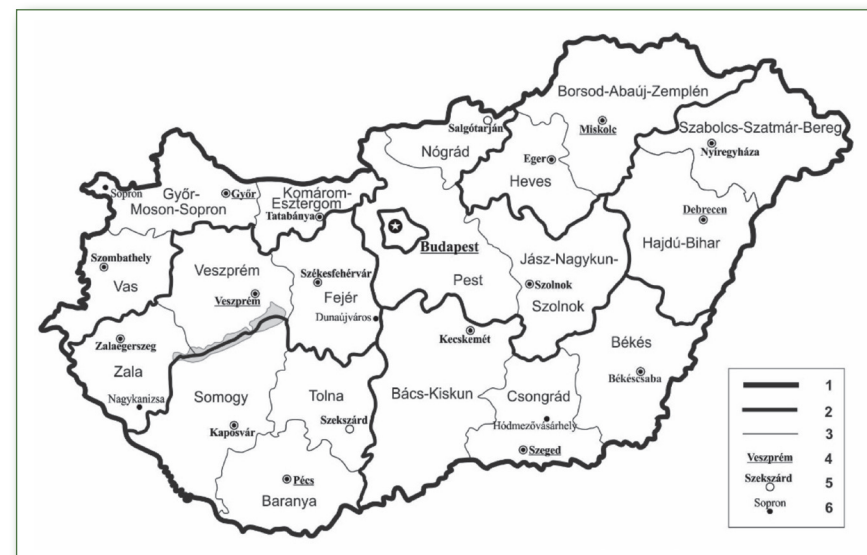 Borsod-Abaúj-Zemplén
Miskolc
Szabolcs-Szatmár-Bereg
Nyíregyháza
Salgótarján
Nógrád
Eger
Heves
Sopron
Győr-
Moson-Sopron
Győr
Komárom-
Esztergom
Tatabánya
Budapest
Pest
Debrecen
Hajdú-Bihar
Jász-Nagykun-
Szolnok
Szolnok
Szombathely
Vas
Veszprém
Veszprém
Székesfehérvár
Fejér
Dunaújváros
Zalaegerszeg
Zala
Nagykanizsa
Somogy
Kaposvár
Tolna
Szekszárd
Pécs
Baranya
Kecskemét
Bács-Kiskun
Csongrád
Hódmezővásárhely
Szeged
Békés
Békéscsaba
1
2
3
Veszprém 4
Szekszárd 5
Sopron 6